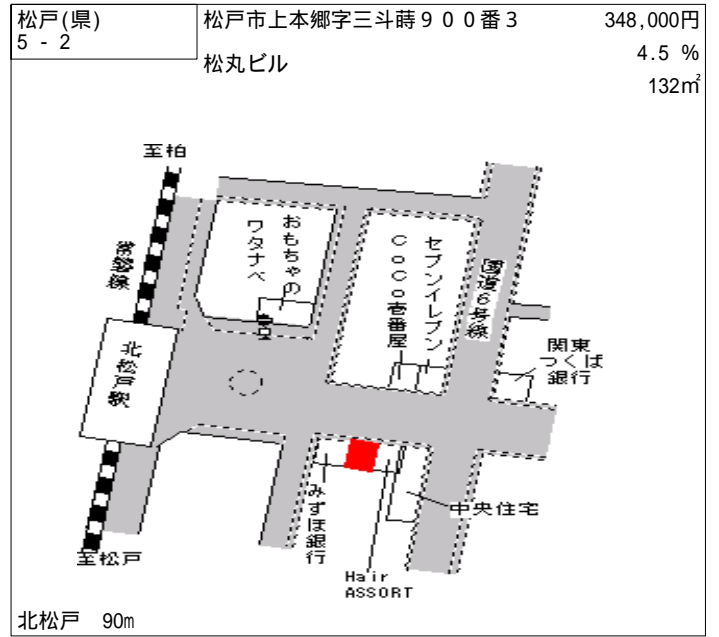 松戸(県)
5 - 2
松戸市上本郷字三斗蒔９００番３
348,000円
松丸ビル
4.5 %
132㎡
至柏
常磐線
おもちゃの
ワタナベ
セブンイレブン
CoCo壱番屋
国道6号線
関東
つくば
銀行
北松戸駅
みずほ銀行
中央住宅
至松戸
Hair
ASSORT
北松戸 90m